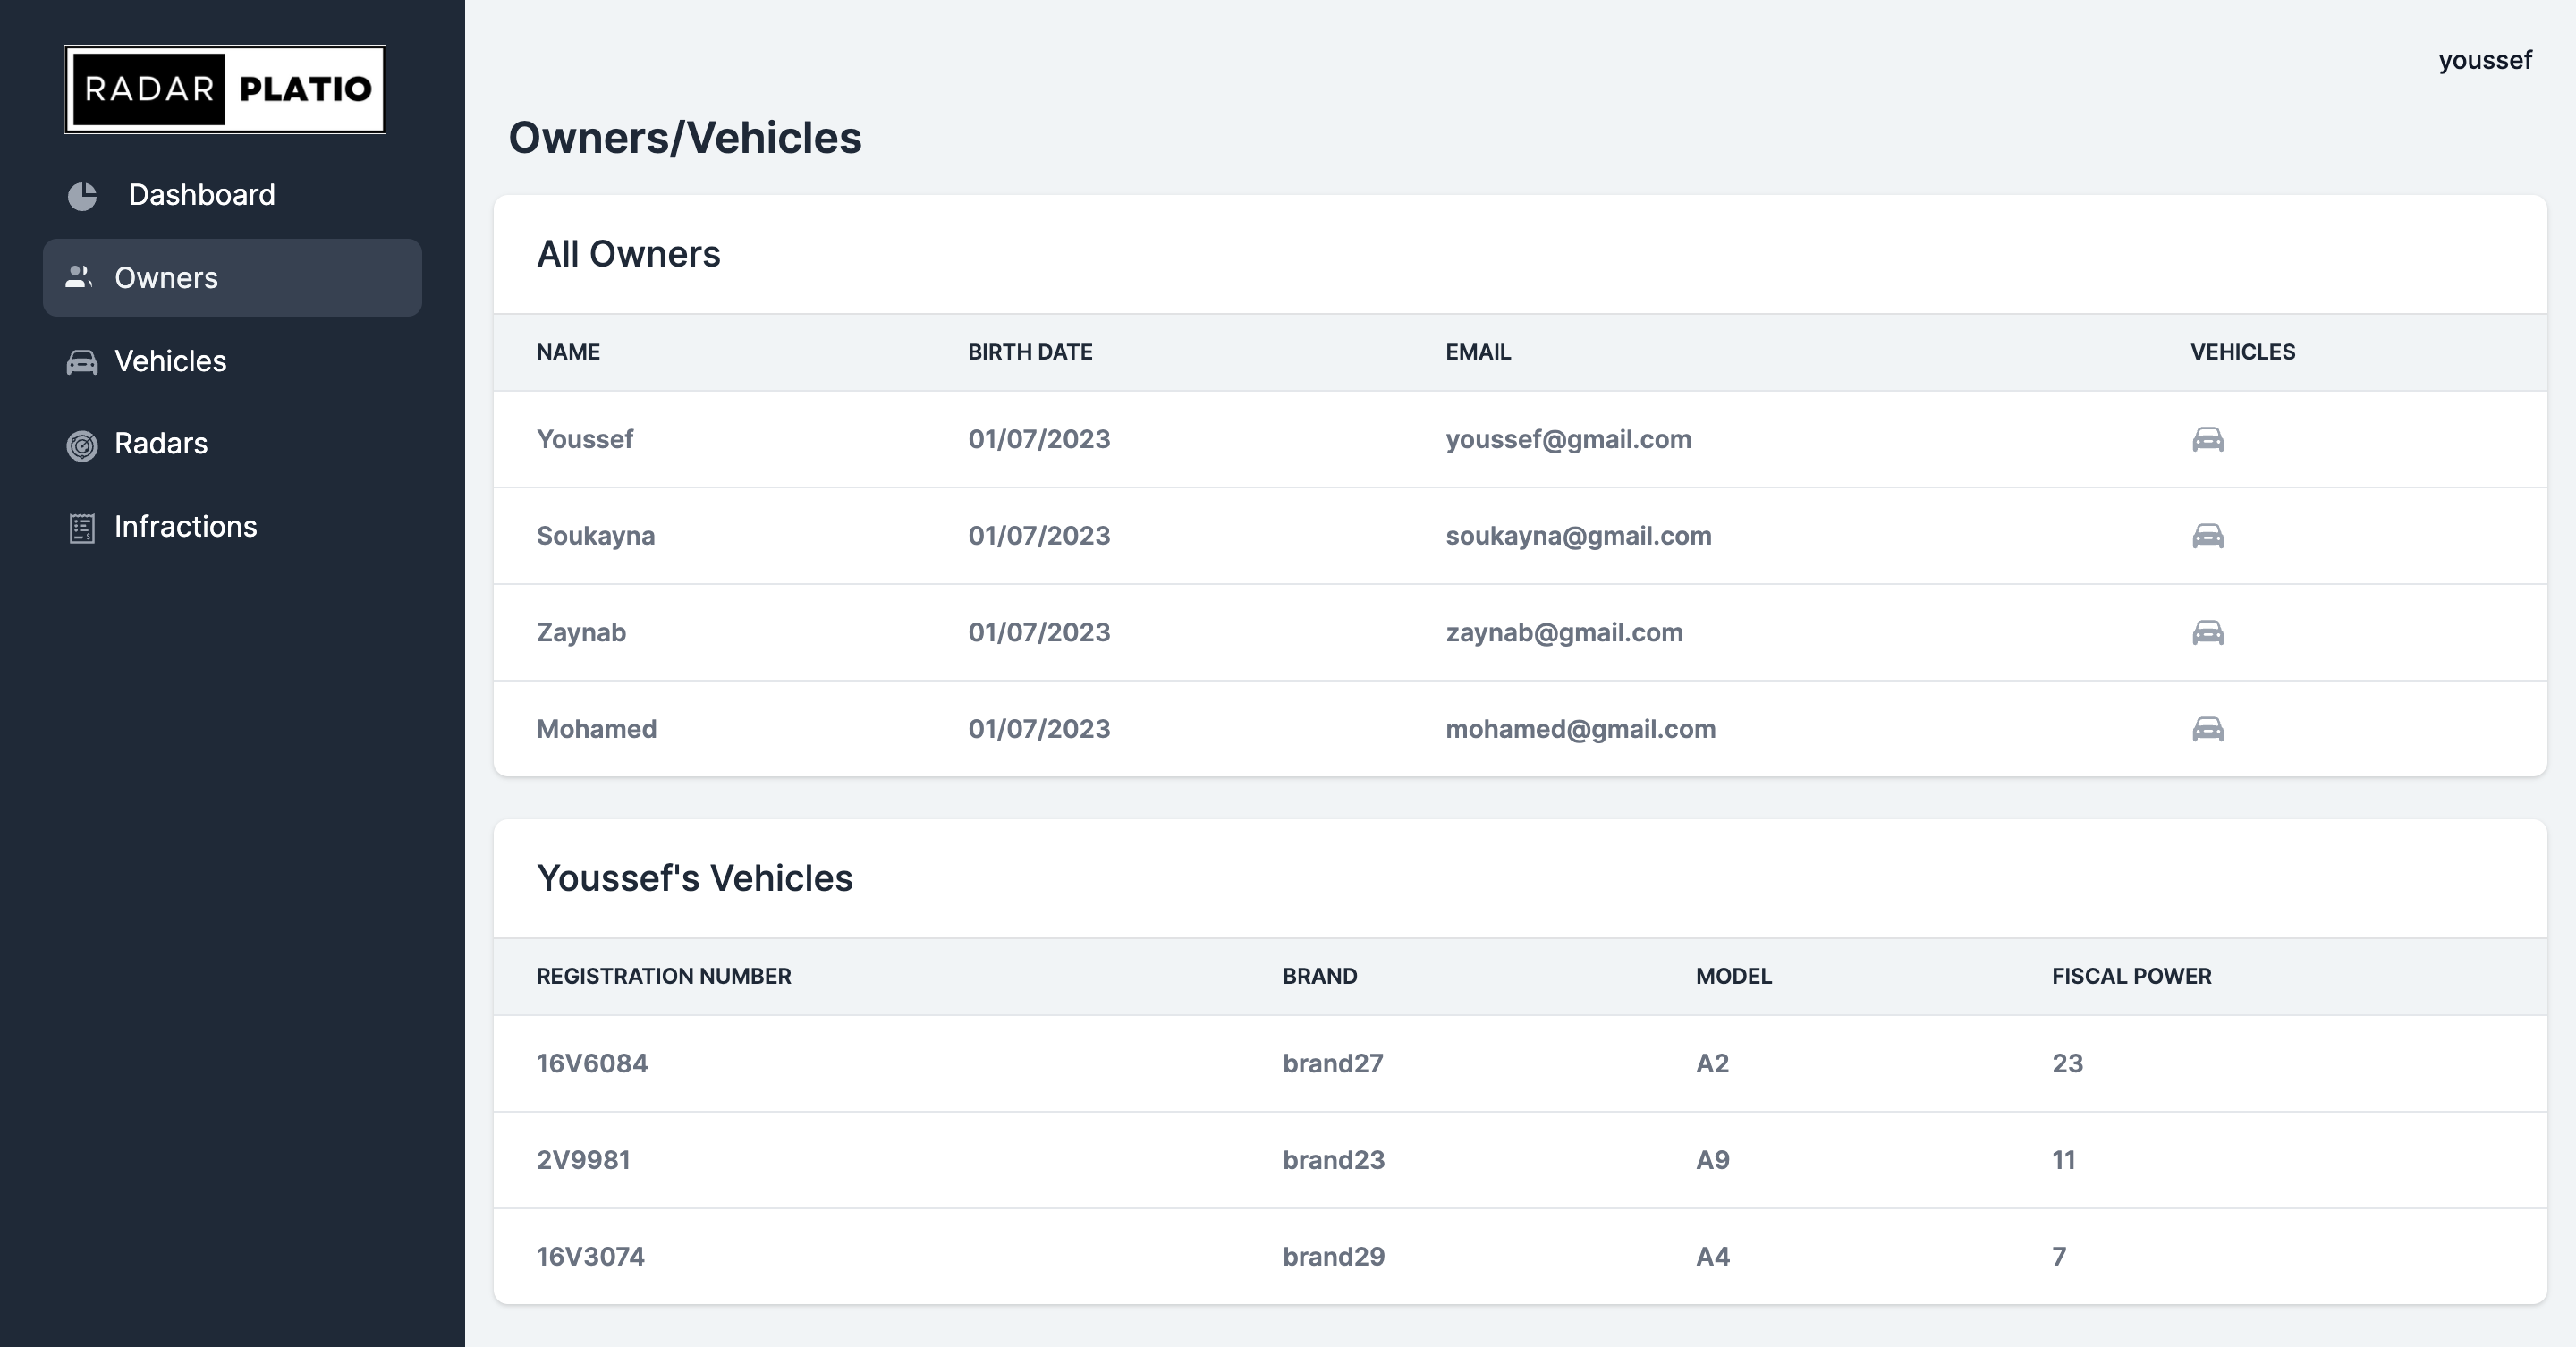 RADAR PLATIO
youssef
Dashboard
Owners
Vehicles
Radars
Infractions
Owners/Vehicles
All Owners
NAME BIRTH DATE EMAIL VEHICLES
Youssef 01/07/2023 youssef@gmail.com
Soukayna 01/07/2023 soukayna@gmail.com
Zaynab 01/07/2023 zaynab@gmail.com
Mohamed 01/07/2023 mohamed@gmail.com
Youssef's Vehicles
REGISTRATION NUMBER BRAND MODEL FISCAL POWER
16V6084 brand27 A2 23
2V9981 brand23 A9 11
16V3074 brand29 A4 7